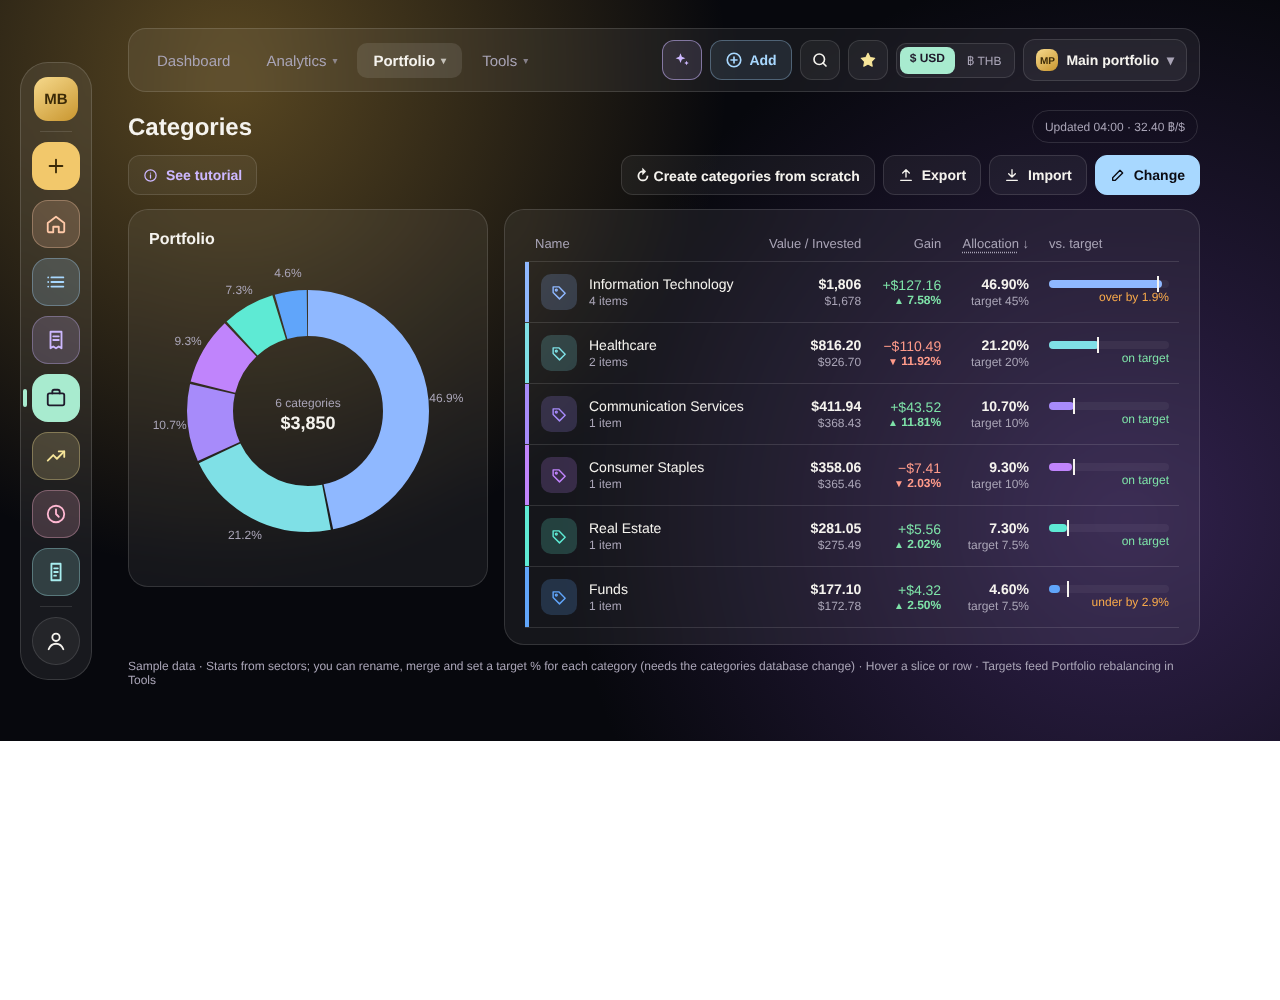 MB
Dashboard
Analytics ▾
Portfolio ▾
Tools ▾
Add
$ USD
฿ THB
MP
Main portfolio ▾
Categories
Updated 04:00 · 32.40 ฿/$
See tutorial
↻ Create categories from scratch
Export
Import
Change
Portfolio
4.6%
7.3%
9.3%
46.9%
10.7%
21.2%
6 categories
$3,850
Name
Value / Invested
Gain
Allocation ↓
vs. target
Information Technology
4 items
$1,806
$1,678
+$127.16
▲ 7.58%
46.90%
target 45%
over by 1.9%
Healthcare
2 items
$816.20
$926.70
−$110.49
▼ 11.92%
21.20%
target 20%
on target
Communication Services
1 item
$411.94
$368.43
+$43.52
▲ 11.81%
10.70%
target 10%
on target
Consumer Staples
1 item
$358.06
$365.46
−$7.41
▼ 2.03%
9.30%
target 10%
on target
Real Estate
1 item
$281.05
$275.49
+$5.56
▲ 2.02%
7.30%
target 7.5%
on target
Funds
1 item
$177.10
$172.78
+$4.32
▲ 2.50%
4.60%
target 7.5%
under by 2.9%
Sample data · Starts from sectors; you can rename, merge and set a target % for each category (needs the categories database change) · Hover a slice or row · Targets feed Portfolio rebalancing in
Tools